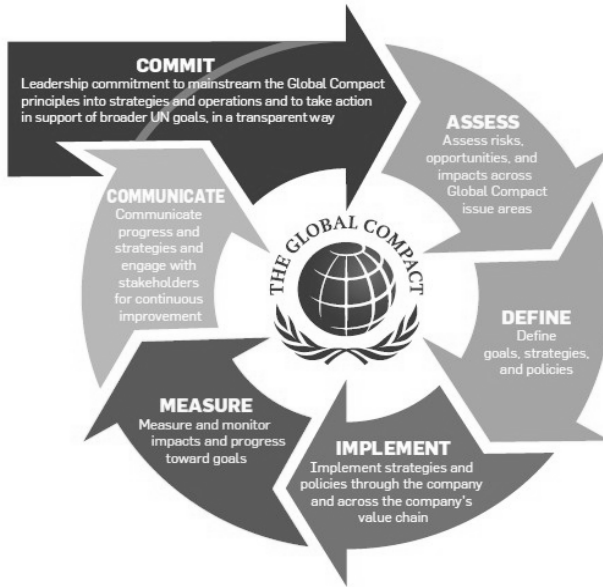 COMMIT
Leadership commitment to mainstream the Global Compact
principles into strategies and operations and to take action
in support of broader UN goals, in a transparent way
ASSESS
Assess risks,
opportunities, and
impacts across
Global Compact
issue areas
DEFINE
Define
goals, strategies,
and policies
IMPLEMENT
Implement strategies and
policies through the company
and across the company's
value chain
MEASURE
Measure and monitor
impacts and progress
toward goals
COMMUNICATE
Communicate
progress and
strategies and
engage with
stakeholders
for continuous
improvement
THE GLOBAL COMPACT